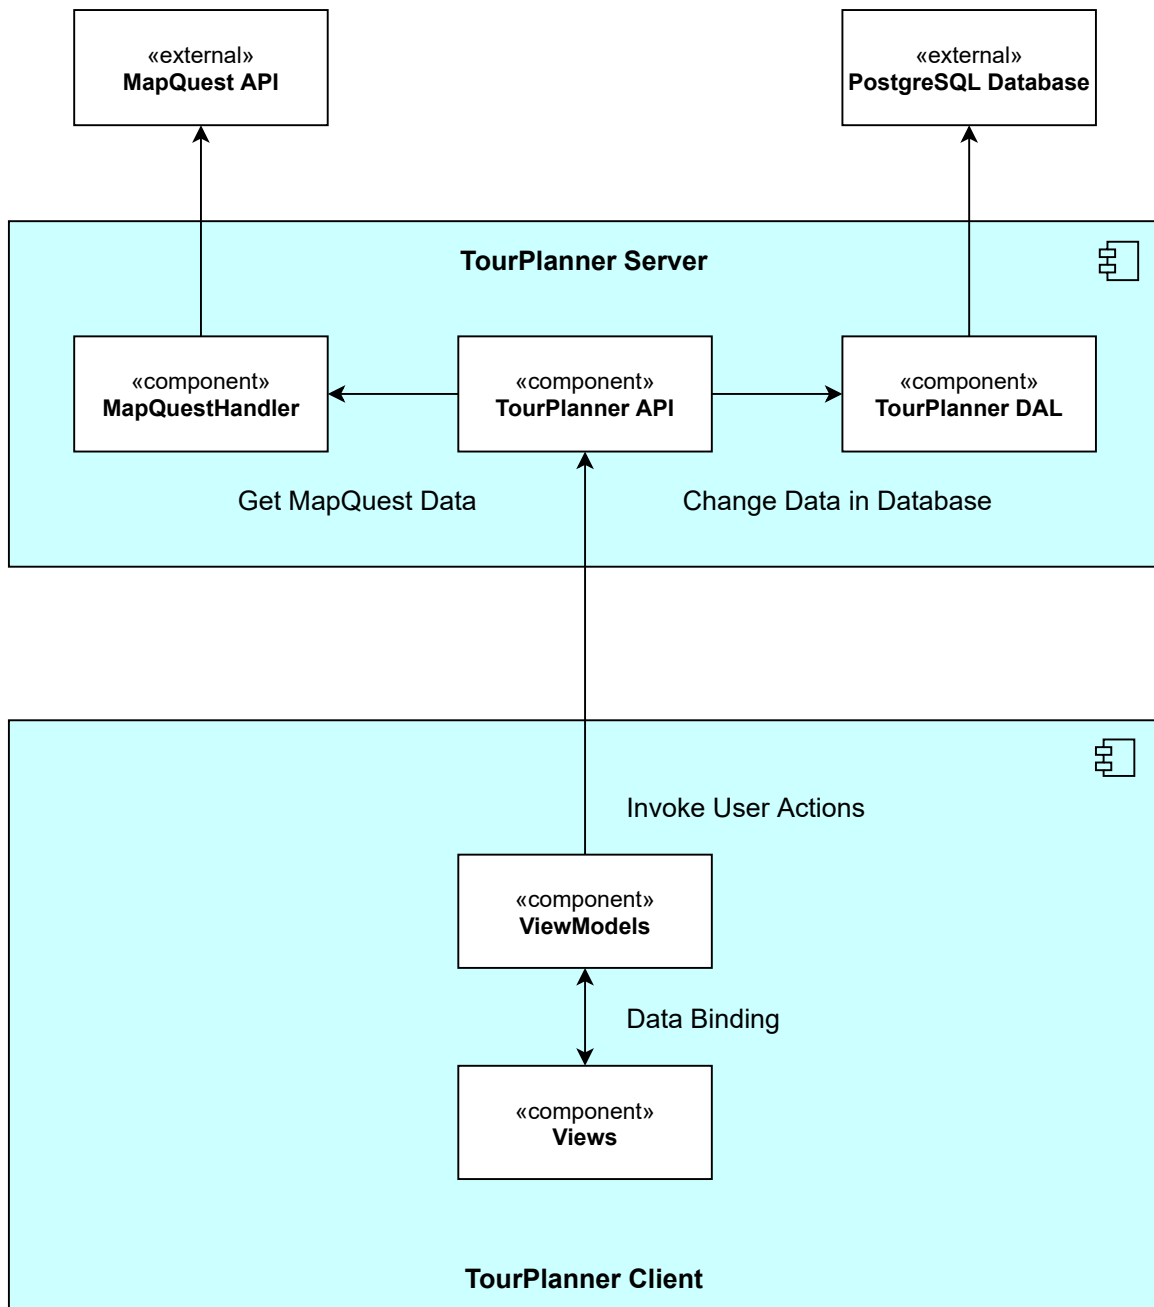 «external»
MapQuest API
«external»
PostgreSQL Database
TourPlanner Server
«component»
MapQuestHandler
«component»
TourPlanner API
«component»
TourPlanner DAL
Get MapQuest Data
Change Data in Database
Invoke User Actions
«component»
ViewModels
Data Binding
«component»
Views
TourPlanner Client